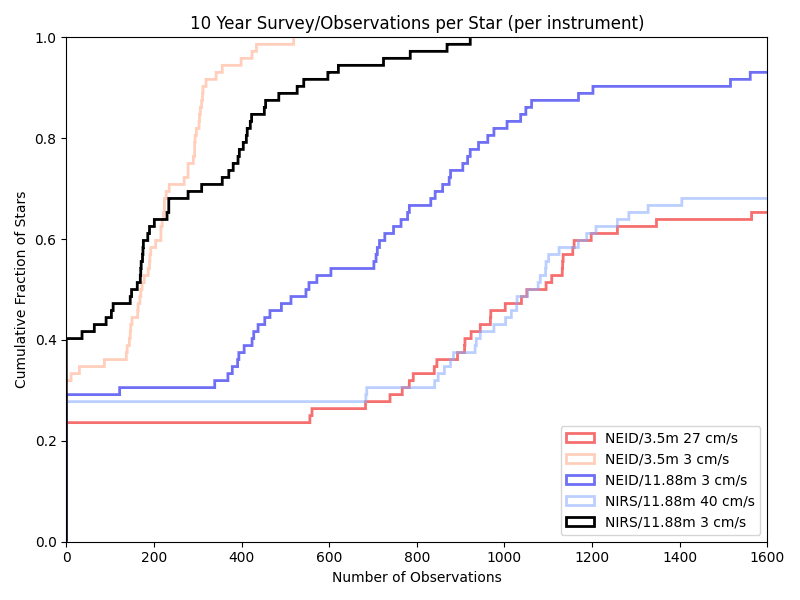 10 Year Survey/Observations per Star (per instrument)
1.0
0.8
0.6
0.4
0.2
0.0
Cumulative Fraction of Stars
NEID/3.5m 27 cm/s
NEID/3.5m 3 cm/s
NEID/11.88m 3 cm/s
NIRS/11.88m 40 cm/s
NIRS/11.88m 3 cm/s
0 200 400 600 800 1000 1200 1400 1600
Number of Observations